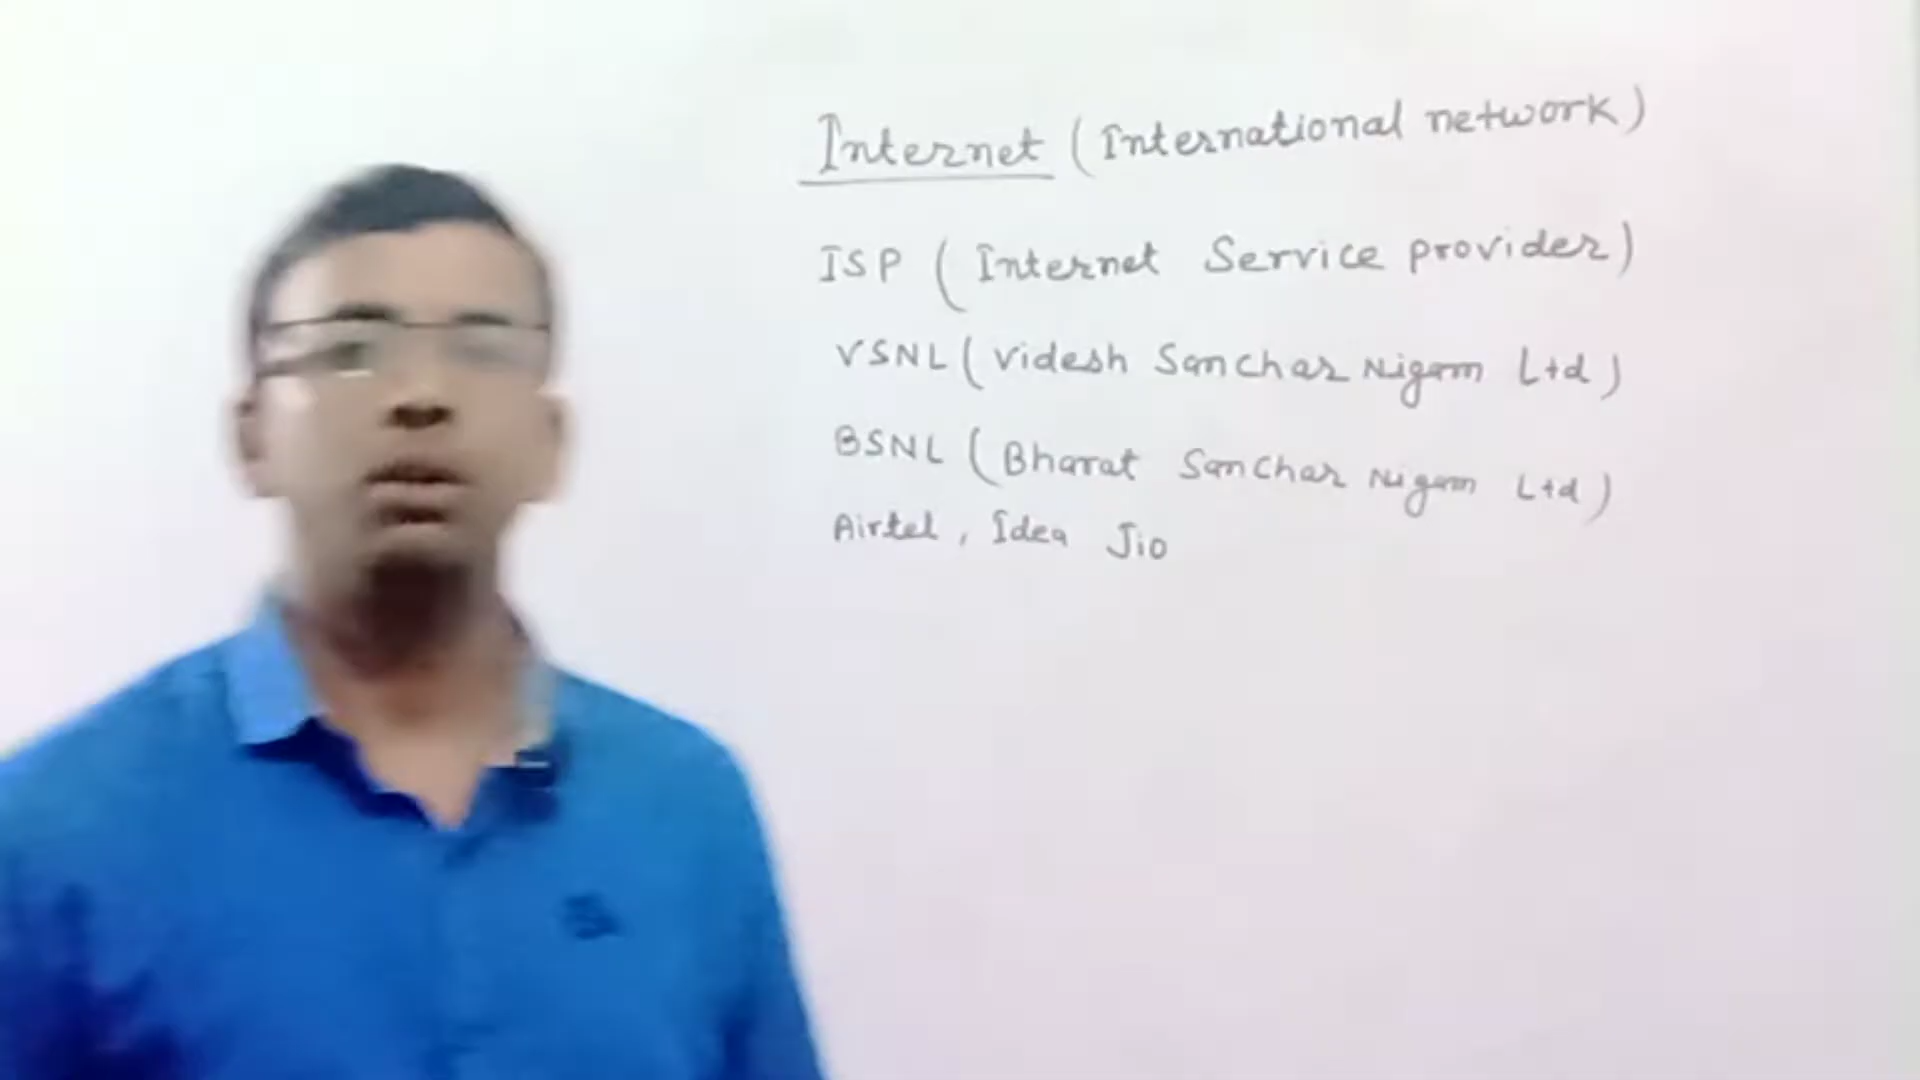 Internet (International network)
ISP (Internet Service provider)
VSNL (Videsh Sanchar Nigam Ltd)
BSNL (Bharat Sanchar Nigam Ltd)
Airtel, Idea Jio